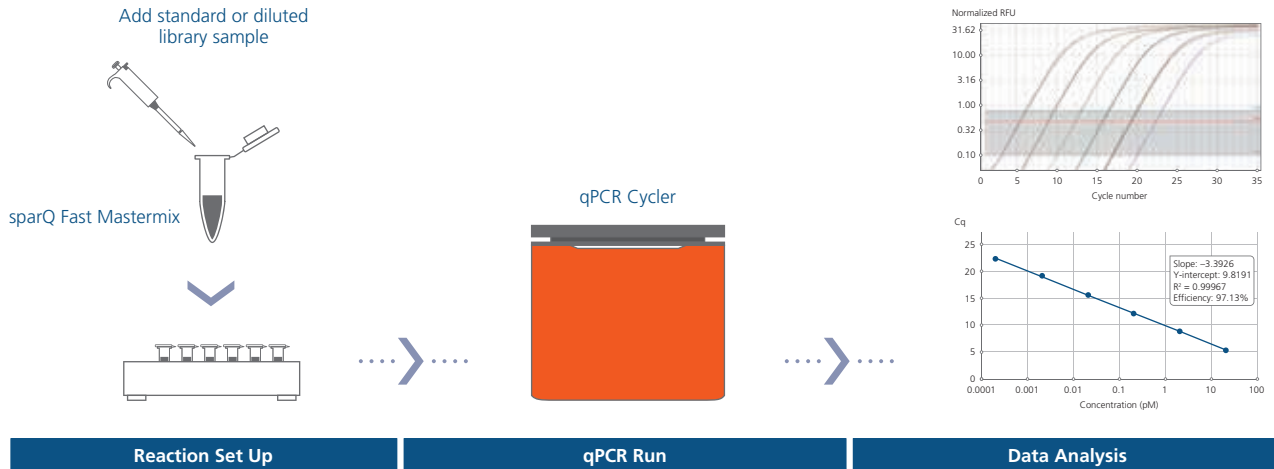 Add standard or diluted
library sample
sparQ Fast Mastermix
qPCR Cycler
Normalized RFU
31.62
10.00
3.16
1.00
0.32
0.10
0 5 10 15 20 25 30 35
Cycle number
Cq
25
20
15
10
5
0
Slope: –3.3926
Y-intercept: 9.8191
R² = 0.99967
Efficiency: 97.13%
0.0001 0.001 0.01 0.1 1 10 100
Concentration (pM)
Reaction Set Up
qPCR Run
Data Analysis